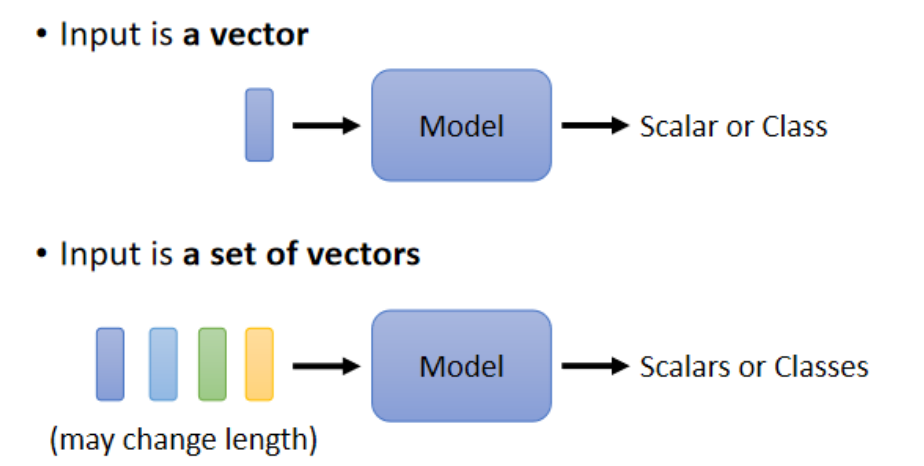 • Input is a vector
Model
Scalar or Class
• Input is a set of vectors
Model
Scalars or Classes
(may change length)